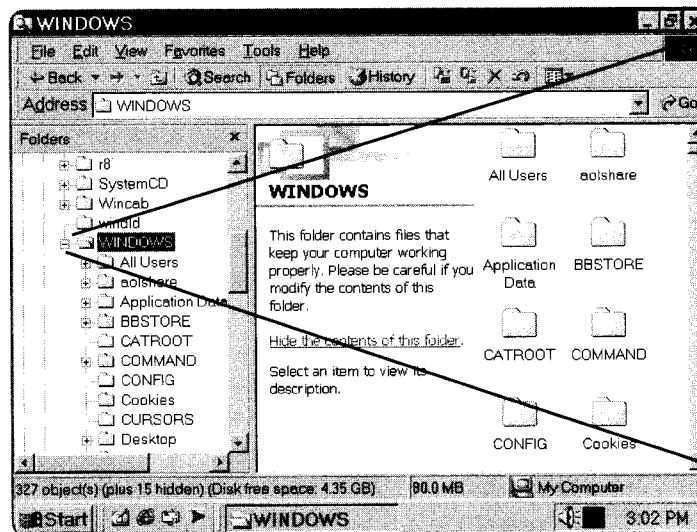 WINDOWS
File Edit View Favorites Tools Help
Back Search Folders History
Address WINDOWS Go
Folders
r8
SystemCD
Wincab
WINDOWS
All Users
aolshare
Application Data
BBSTORE
CATROOT
COMMAND
CONFIG
Cookies
CURSORS
Desktop
WINDOWS
This folder contains files that
keep your computer working
properly. Please be careful if you
modify the contents of this
folder.
Hide the contents of this folder.
Select an item to view its
description.
All Users aolshare
Application Data BBSTORE
CATROOT COMMAND
CONFIG Cookies
327 object(s) (plus 15 hidden) (Disk free space: 4.35 GB) 80.0 MB My Computer
Start WINDOWS 3:02 PM